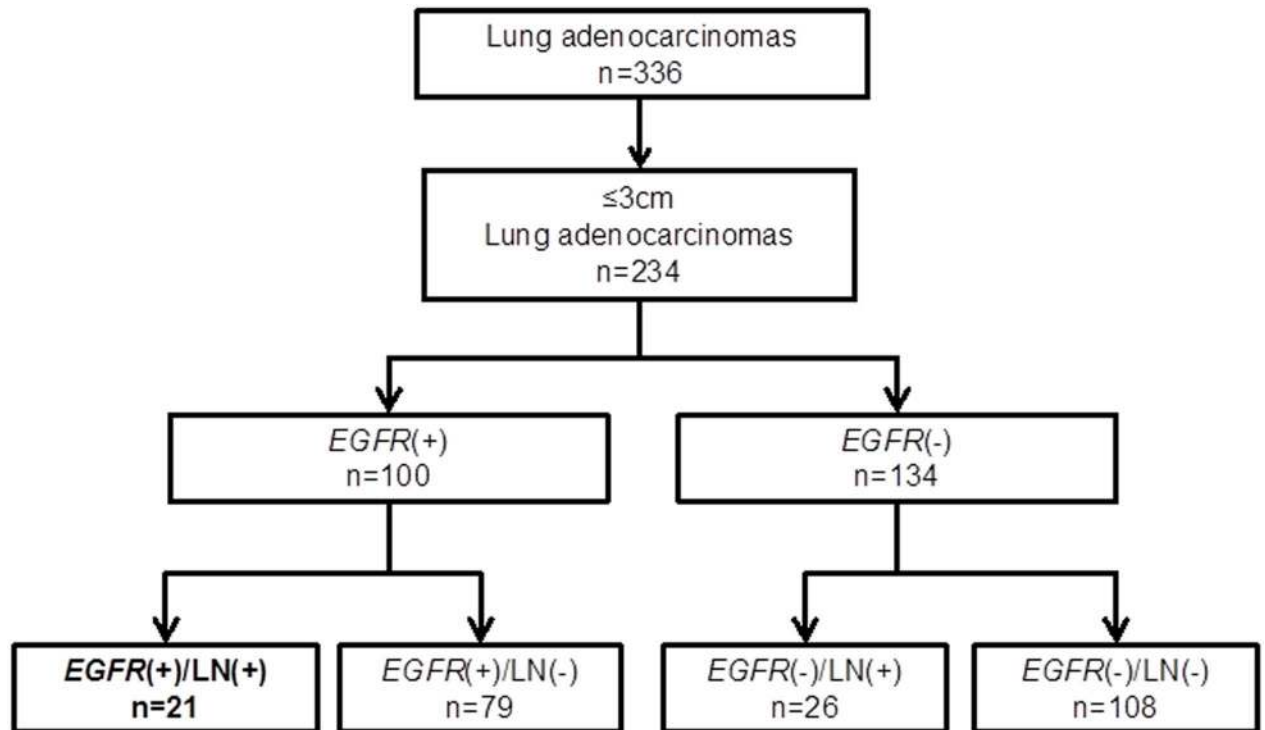 Lung adenocarcinomas
n=336
≤3cm
Lung adenocarcinomas
n=234
EGFR(+)
n=100
EGFR(-)
n=134
EGFR(+)/LN(+)
n=21
EGFR(+)/LN(-)
n=79
EGFR(-)/LN(+)
n=26
EGFR(-)/LN(-)
n=108